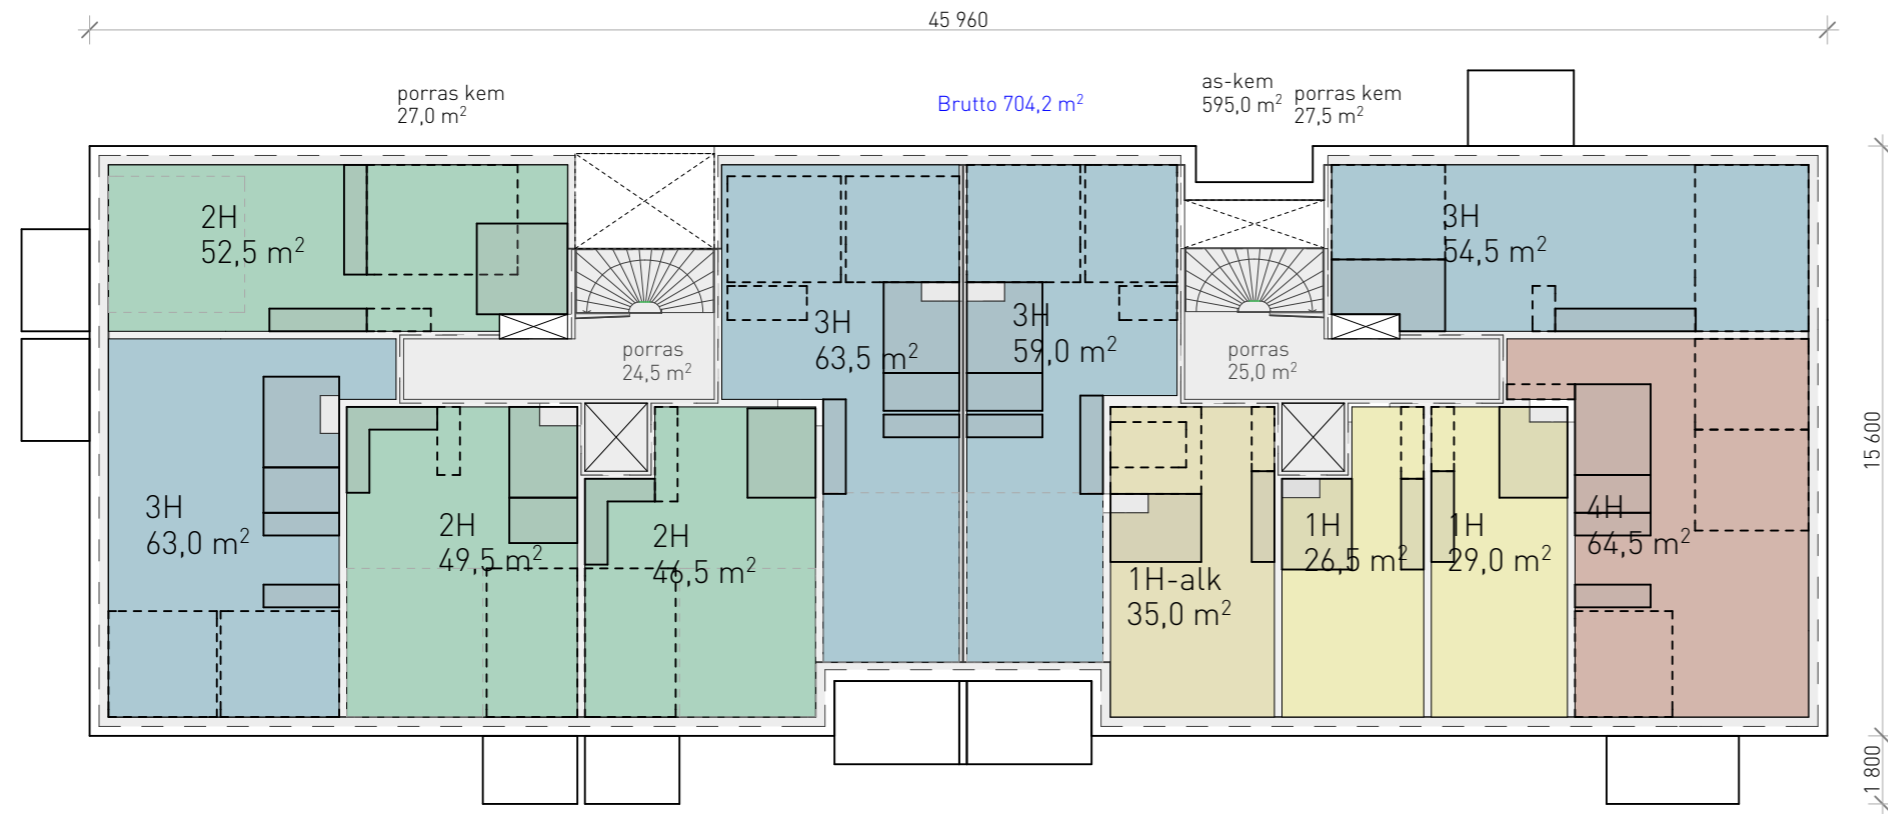 45 960
porras kem
27,0 m²
Brutto 704,2 m²
as-kem
595,0 m²
porras kem
27,5 m²
2H
52,5 m²
3H
63,5 m²
3H
59,0 m²
3H
54,5 m²
porras
24,5 m²
porras
25,0 m²
3H
63,0 m²
2H
49,5 m²
2H
46,5 m²
1H-alk
35,0 m²
1H
26,5 m²
1H
29,0 m²
4H
64,5 m²
15 600
1 800